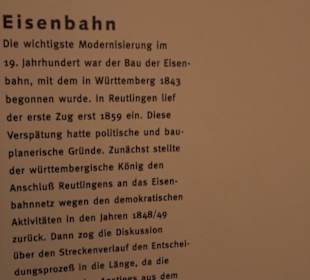 Eisenbahn
Die wichtigste Modernisierung im
19. Jahrhundert war der Bau der Eisen-
bahn, mit dem in Württemberg 1843
begonnen wurde. In Reutlingen lief
der erste Zug erst 1859 ein. Diese
Verspätung hatte politische und bau-
planerische Gründe. Zunächst stellte
der württembergische König den
Anschluß Reutlingens an das Eisen-
bahnnetz wegen den demokratischen
Aktivitäten in den Jahren 1848/49
zurück. Dann zog die Diskussion
über den Streckenverlauf den Entschei-
dungsprozeß in die Länge, da die
aus dem